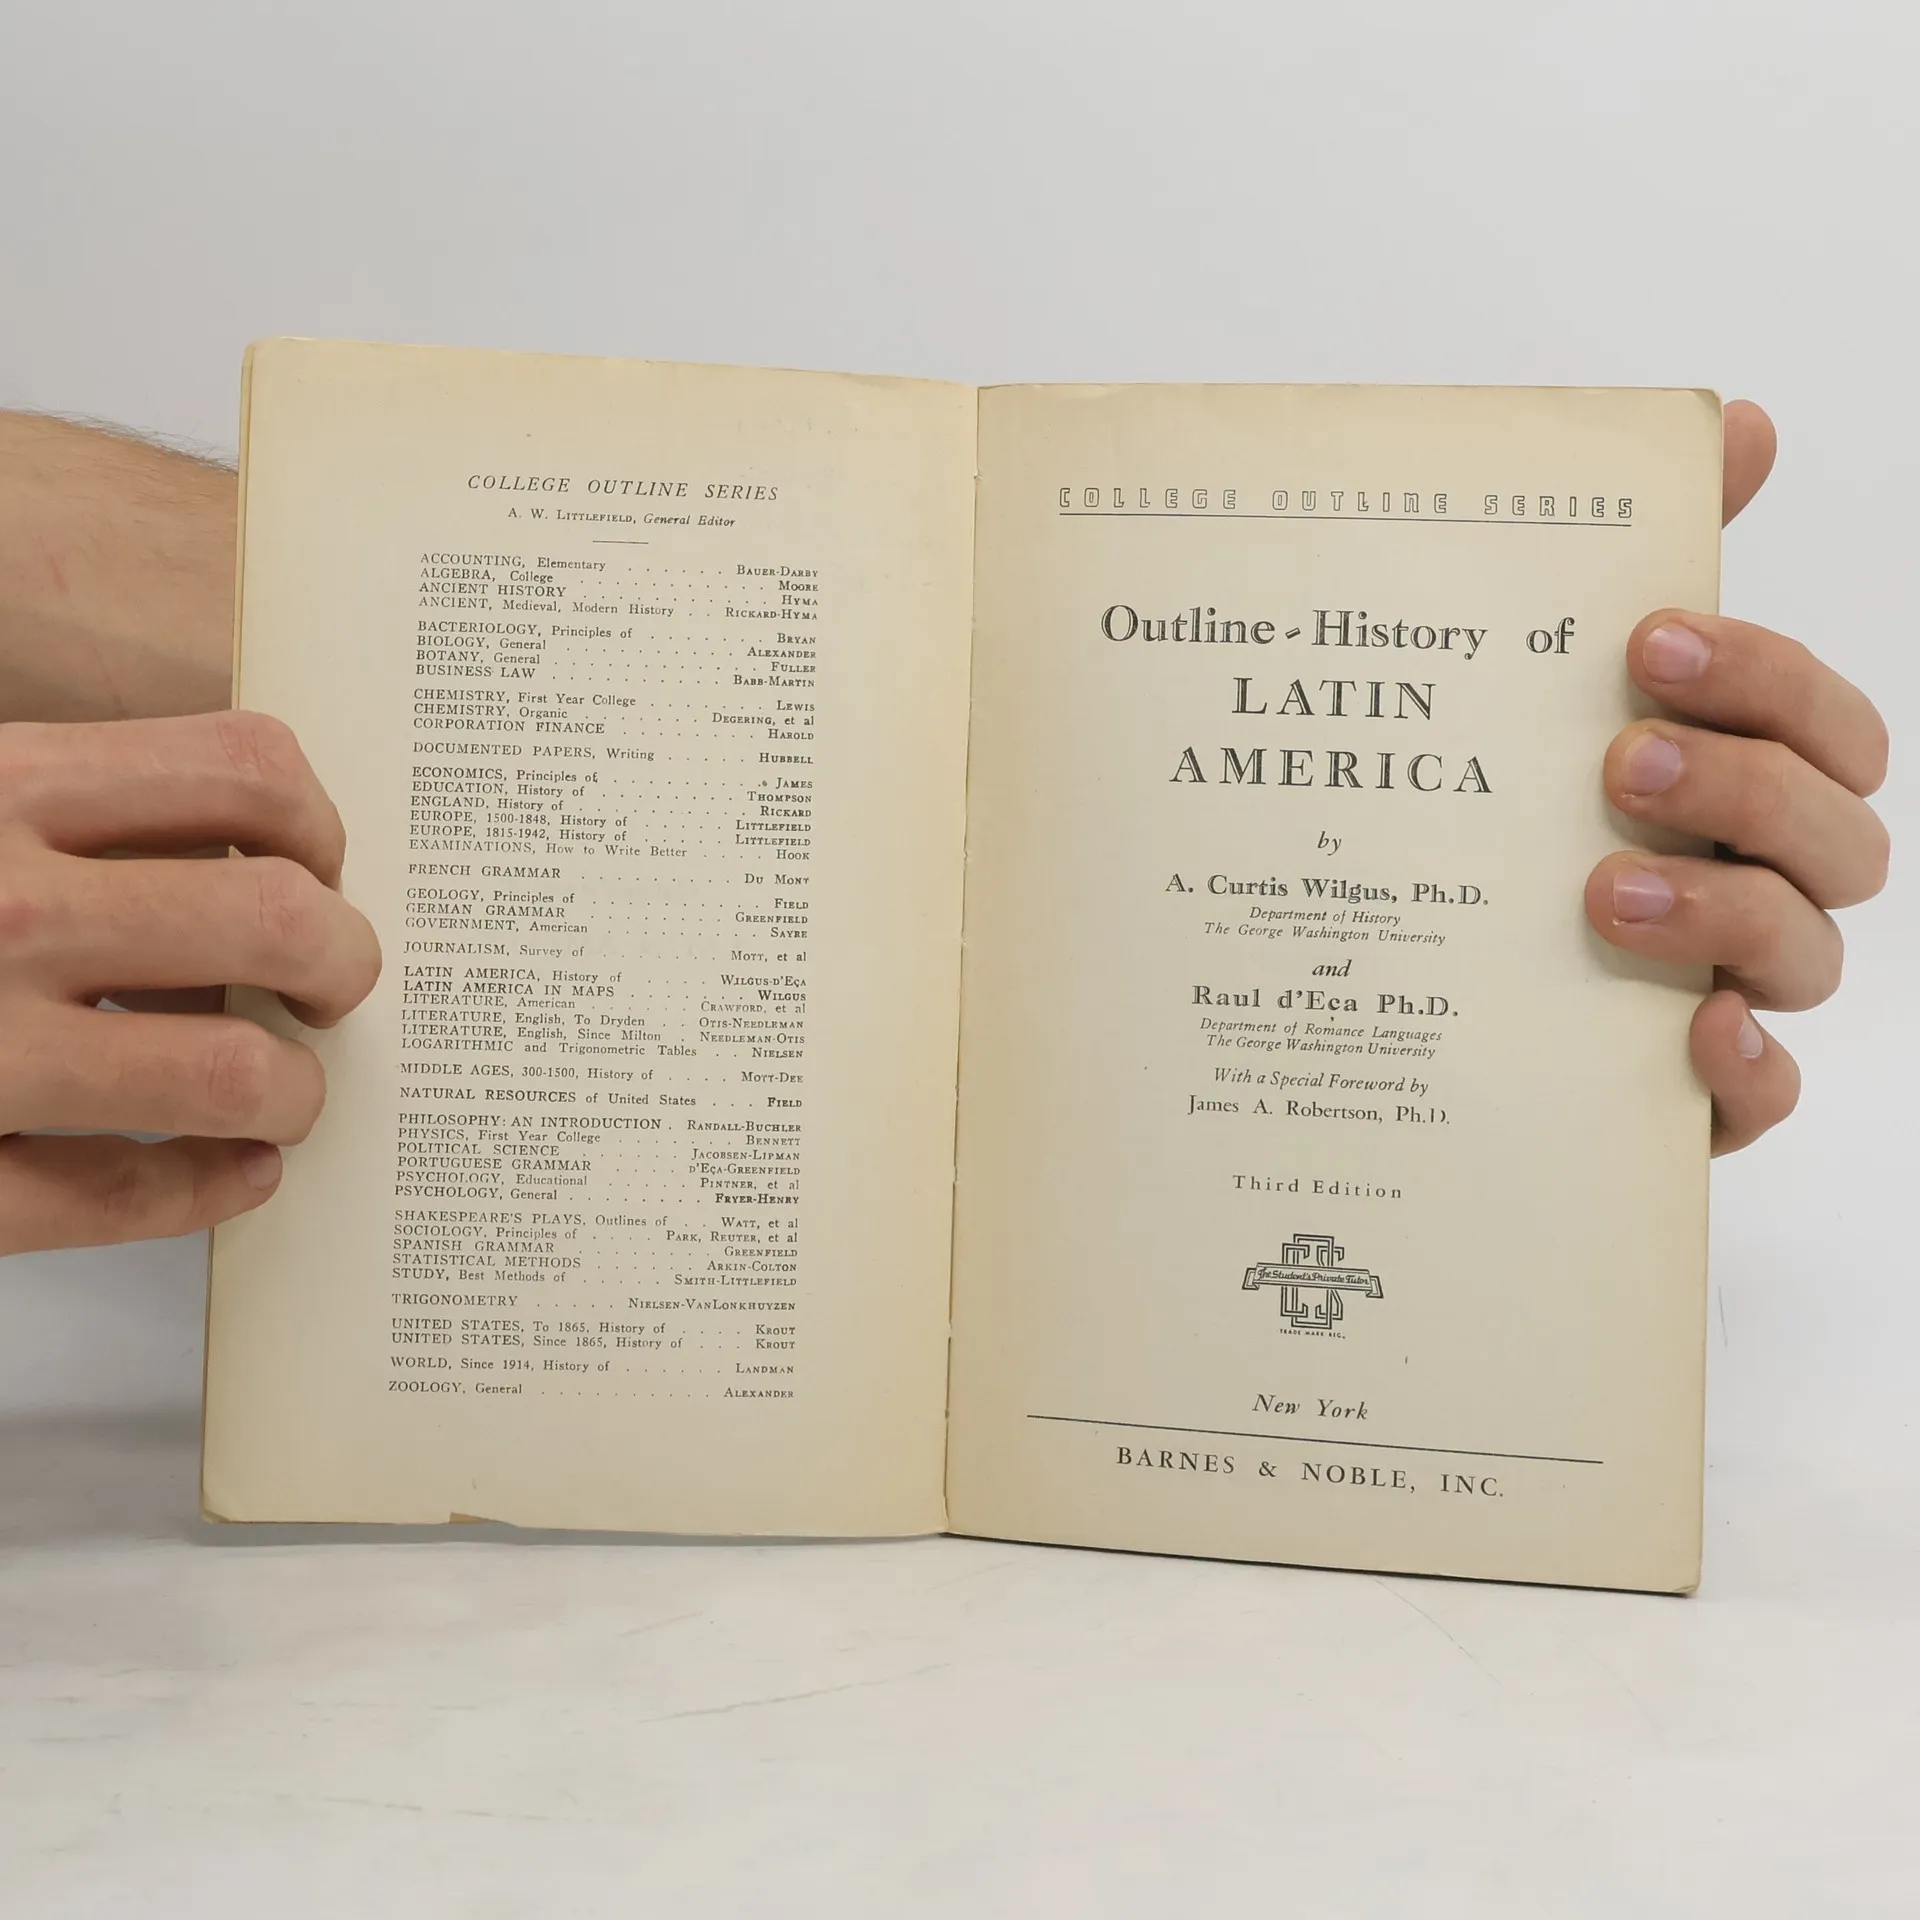 COLLEGE OUTLINE SERIES
A. W. LITTLEFIELD, General Editor
ACCOUNTING, Elementary . . . . . . BAUER-DARBY
ALGEBRA, College . . . . . . . . . . . MOORE
ANCIENT HISTORY . . . . . . . . . . . HYMA
ANCIENT, Medieval, Modern History . . RICKARD-HYMA
BACTERIOLOGY, Principles of . . . . . . . BRYAN
BIOLOGY, General . . . . . . . . . . ALEXANDER
BOTANY, General . . . . . . . . . . . . FULLER
BUSINESS LAW . . . . . . . . . . BABB-MARTIN
CHEMISTRY, First Year College . . . . . . . LEWIS
CHEMISTRY, Organic . . . . . . . DEGERING, et al
CORPORATION FINANCE . . . . . . . . HAROLD
DOCUMENTED PAPERS, Writing . . . . . HUBBELL
ECONOMICS, Principles of . . . . . . . . . . JAMES
EDUCATION, History of . . . . . . . . THOMPSON
ENGLAND, History of . . . . . . . . . . RICKARD
EUROPE, 1500-1848, History of . . . . . LITTLEFIELD
EUROPE, 1815-1942, History of . . . . . LITTLEFIELD
EXAMINATIONS, How to Write Better . . . . HOOK
FRENCH GRAMMAR . . . . . . . . . DU MONT
GEOLOGY, Principles of . . . . . . . . . . FIELD
GERMAN GRAMMAR . . . . . . . . GREENFIELD
GOVERNMENT, American . . . . . . . . . SAYRE
JOURNALISM, Survey of . . . . . . . MOTT, et al
LATIN AMERICA, History of . . . . WILGUS-D'EÇA
LATIN AMERICA IN MAPS . . . . . . . WILGUS
LITERATURE, American . . . . . . CRAWFORD, et al
LITERATURE, English, To Dryden . . OTIS-NEEDLEMAN
LITERATURE, English, Since Milton . NEEDLEMAN-OTIS
LOGARITHMIC and Trigonometric Tables . . NIELSEN
MIDDLE AGES, 300-1500, History of . . . . MOTT-DEE
NATURAL RESOURCES of United States . . . FIELD
PHILOSOPHY: AN INTRODUCTION . RANDALL-BUCHLER
PHYSICS, First Year College . . . . . . . BENNETT
POLITICAL SCIENCE . . . . . . JACOBSEN-LIPMAN
PORTUGUESE GRAMMAR . . . . D'EÇA-GREENFIELD
PSYCHOLOGY, Educational . . . . . PINTNER, et al
PSYCHOLOGY, General . . . . . . . . FRYER-HENRY
SHAKESPEARE'S PLAYS, Outlines of . . WATT, et al
SOCIOLOGY, Principles of . . . . PARK, REUTER, et al
SPANISH GRAMMAR . . . . . . . . GREENFIELD
STATISTICAL METHODS . . . . . . ARKIN-COLTON
STUDY, Best Methods of . . . . . SMITH-LITTLEFIELD
TRIGONOMETRY . . . . . NIELSEN-VANLONKHUYZEN
UNITED STATES, To 1865, History of . . . . KROUT
UNITED STATES, Since 1865, History of . . . KROUT
WORLD, Since 1914, History of . . . . . . LANDMAN
ZOOLOGY, General . . . . . . . . . . ALEXANDER
COLLEGE OUTLINE SERIES
Outline-History of
LATIN
AMERICA
by
A. Curtis Wilgus, Ph.D.
Department of History
The George Washington University
and
Raul d'Eça Ph.D.
Department of Romance Languages
The George Washington University
With a Special Foreword by
James A. Robertson, Ph.D.
Third Edition
The Student's Private Tutor
TRADE MARK REG.
New York
BARNES & NOBLE, INC.